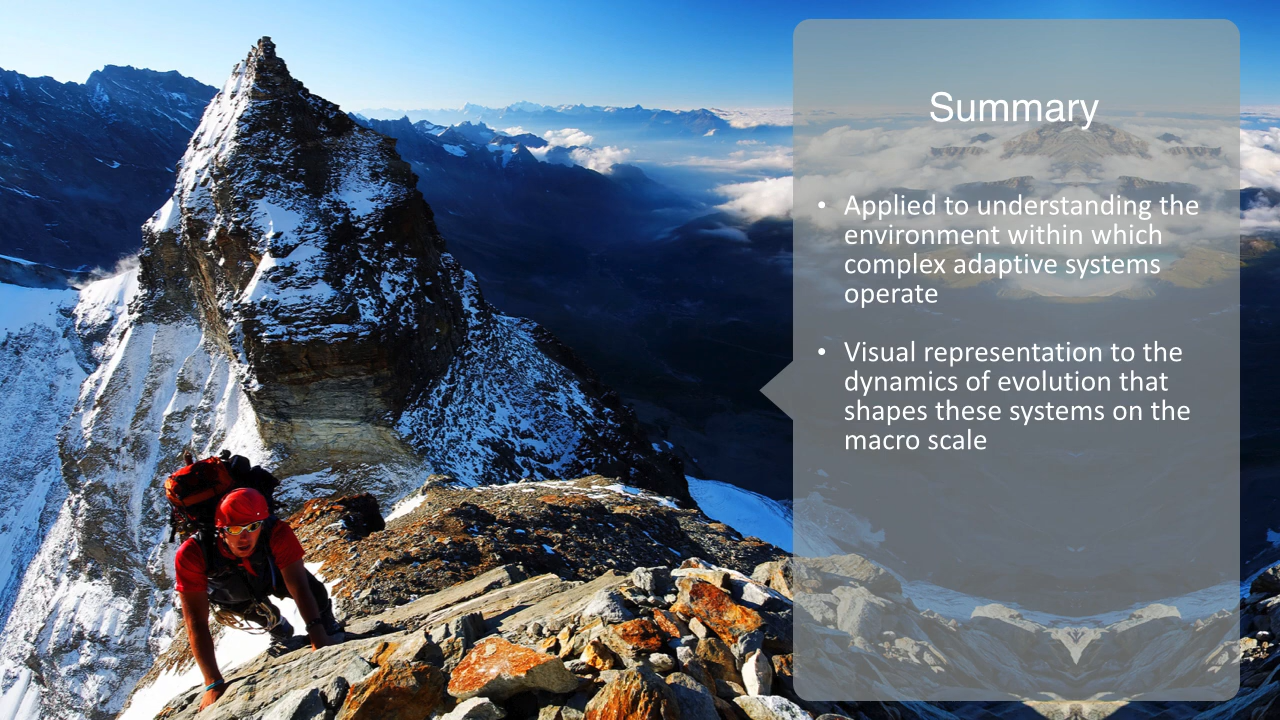 Summary
• Applied to understanding the
environment within which
complex adaptive systems
operate
• Visual representation to the
dynamics of evolution that
shapes these systems on the
macro scale